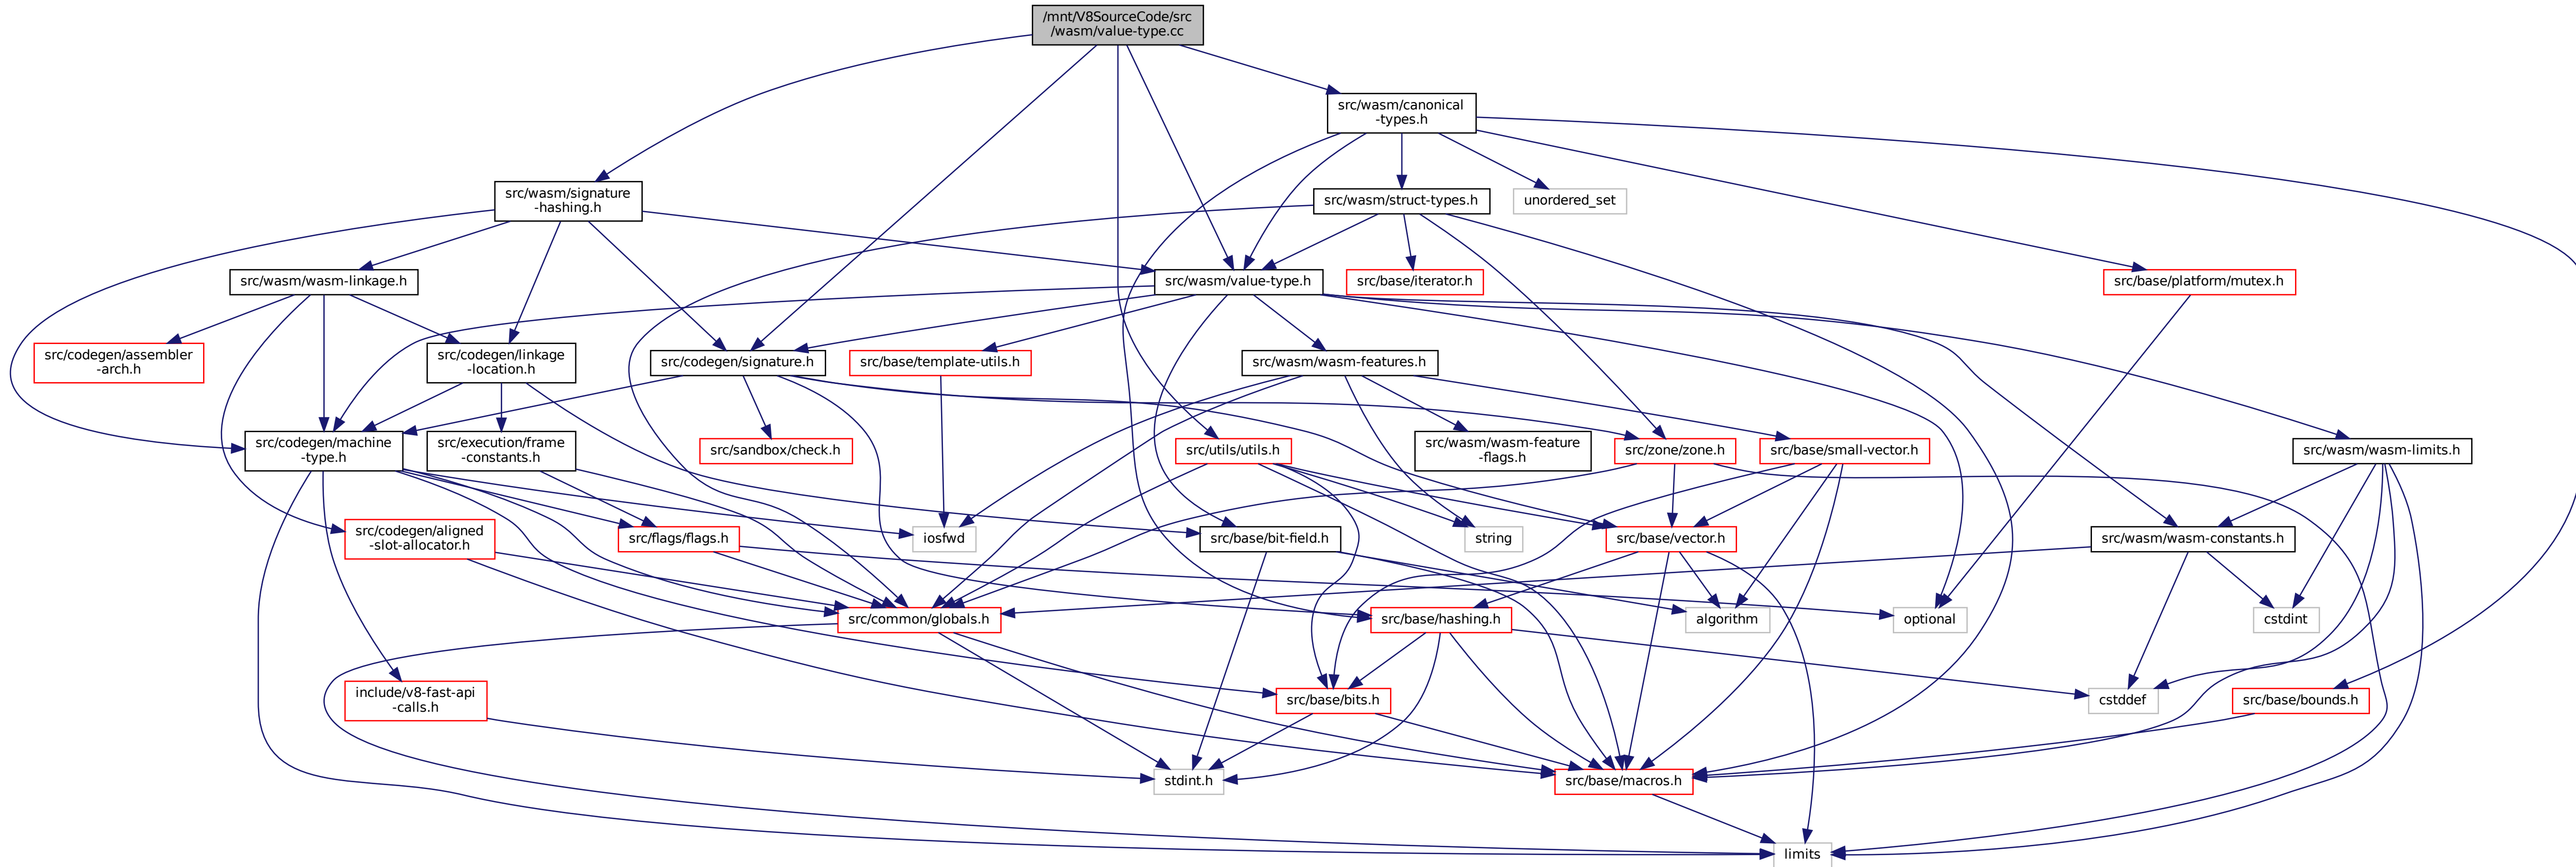 /mnt/V8SourceCode/src
/wasm/value-type.cc
src/wasm/canonical
-types.h
src/wasm/signature
-hashing.h
src/wasm/struct-types.h
unordered_set
src/wasm/wasm-linkage.h
src/wasm/value-type.h
src/base/iterator.h
src/base/platform/mutex.h
src/codegen/assembler
-arch.h
src/codegen/linkage
-location.h
src/codegen/signature.h
src/base/template-utils.h
src/wasm/wasm-features.h
src/codegen/machine
-type.h
src/execution/frame
-constants.h
src/sandbox/check.h
src/utils/utils.h
src/wasm/wasm-feature
-flags.h
src/zone/zone.h
src/base/small-vector.h
src/wasm/wasm-limits.h
src/codegen/aligned
-slot-allocator.h
src/flags/flags.h
iosfwd
src/base/bit-field.h
string
src/base/vector.h
src/wasm/wasm-constants.h
src/common/globals.h
src/base/hashing.h
algorithm
optional
cstdint
include/v8-fast-api
-calls.h
src/base/bits.h
cstddef
src/base/bounds.h
stdint.h
src/base/macros.h
limits